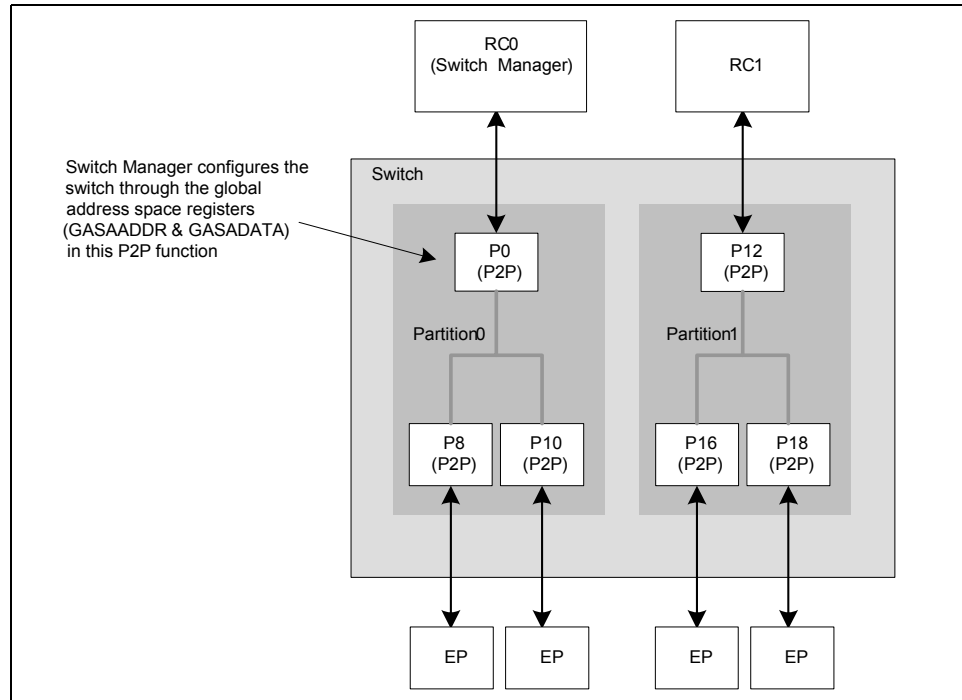 RC0
(Switch Manager)
RC1
Switch Manager configures the
switch through the global
address space registers
(GASAADDR & GASADATA)
in this P2P function
Switch
P0
(P2P)
P12
(P2P)
Partition0
Partition1
P8
(P2P)
P10
(P2P)
P16
(P2P)
P18
(P2P)
EP
EP
EP
EP